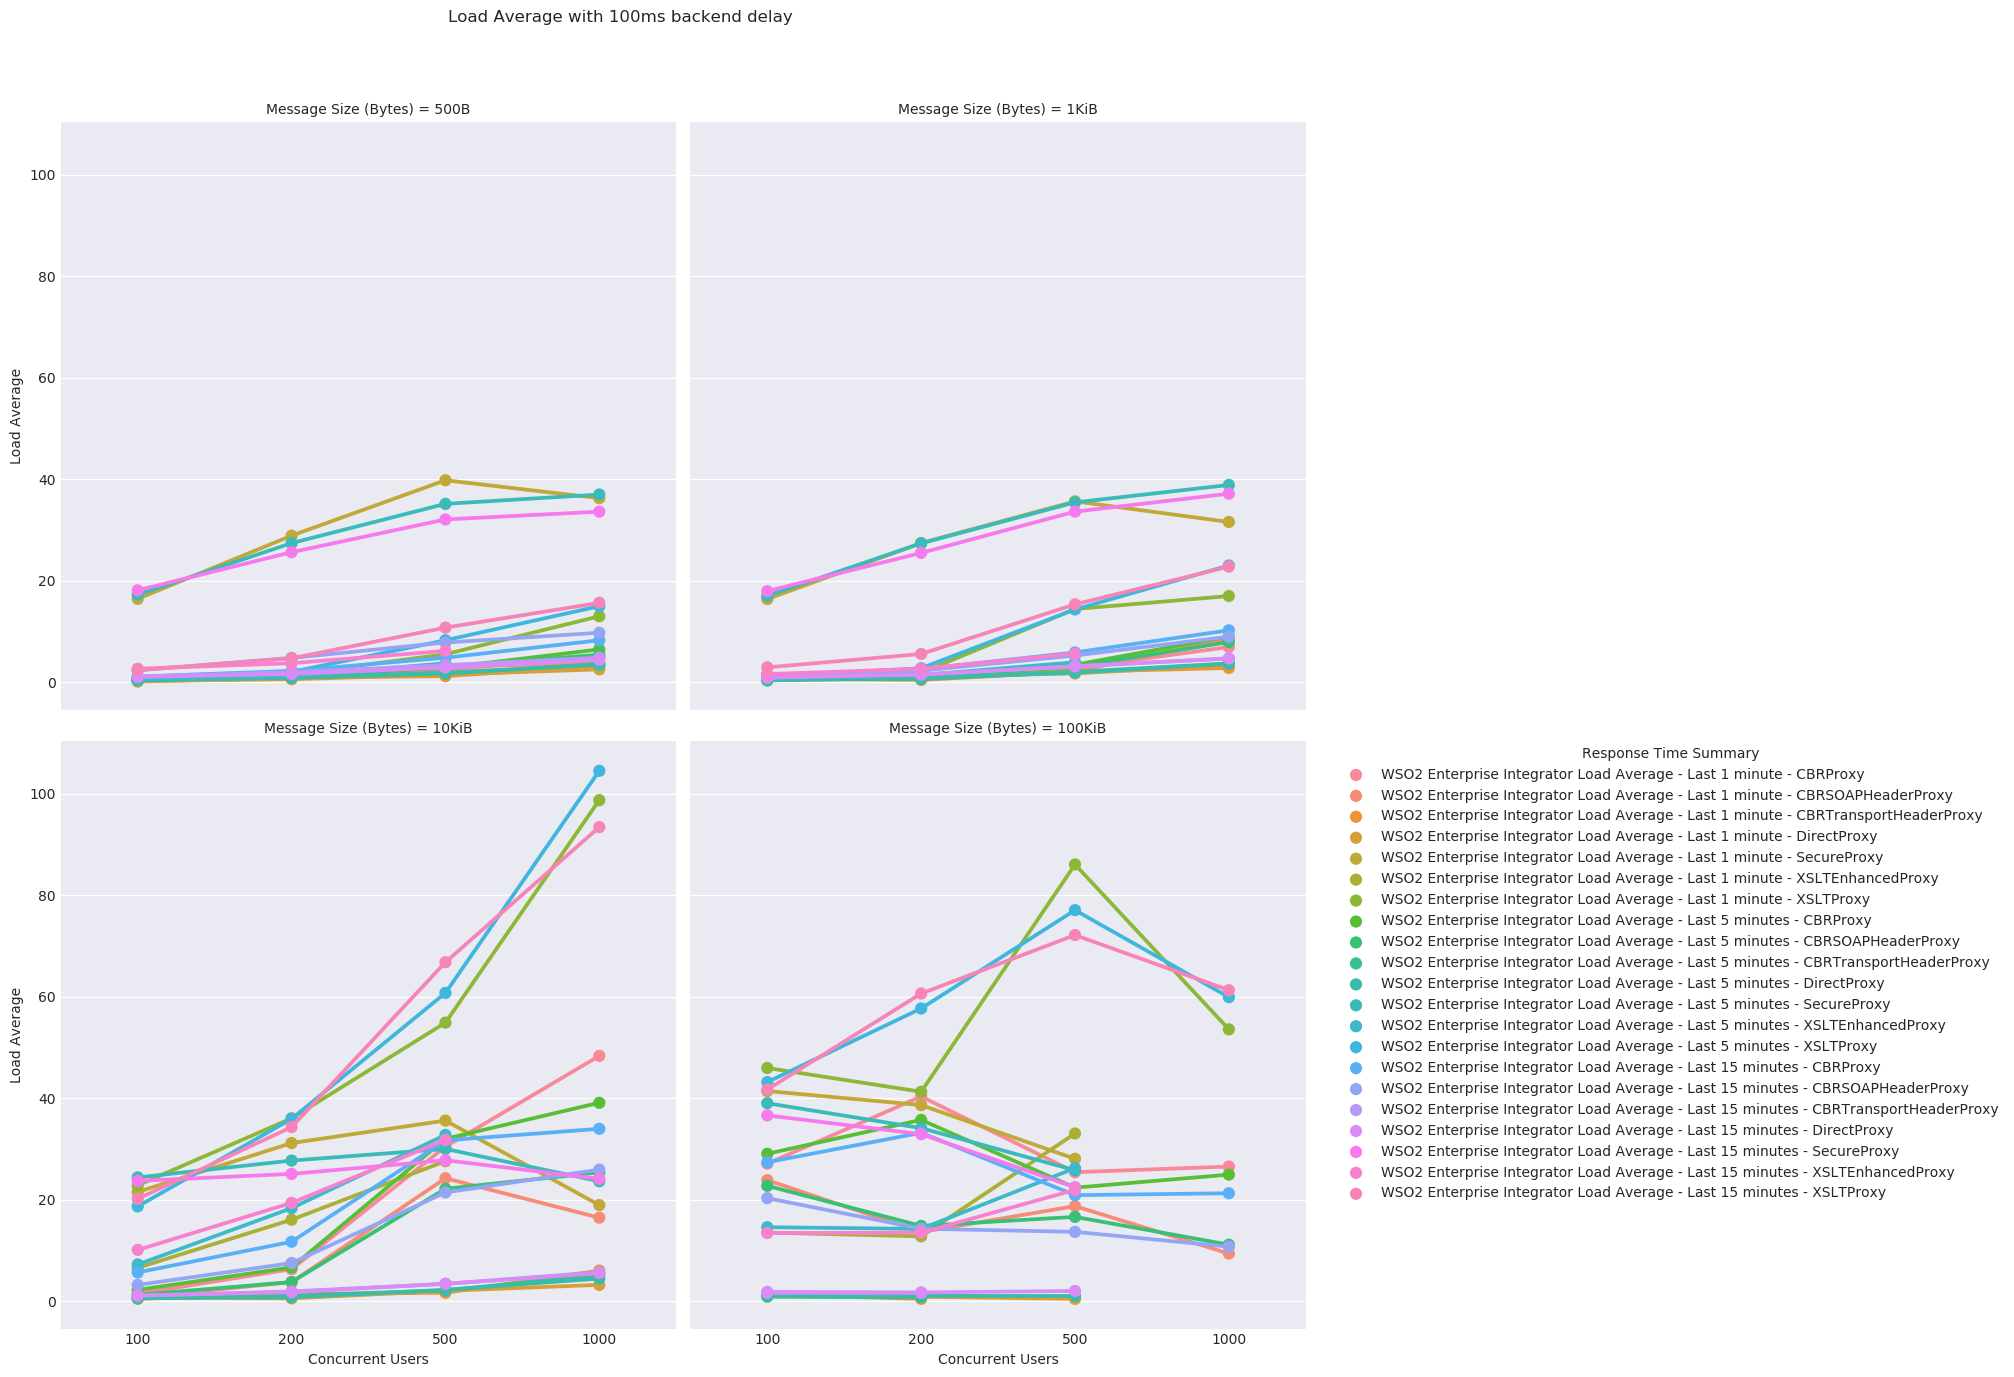 Load Average with 100ms backend delay
Message Size (Bytes) = 500B
Message Size (Bytes) = 1KiB
100
80
60
40
20
0
Load Average
Message Size (Bytes) = 10KiB
Message Size (Bytes) = 100KiB
100
80
60
40
20
0
Load Average
100
200
500
1000
Concurrent Users
100
200
500
1000
Concurrent Users
Response Time Summary
WSO2 Enterprise Integrator Load Average - Last 1 minute - CBRProxy
WSO2 Enterprise Integrator Load Average - Last 1 minute - CBRSOAPHeaderProxy
WSO2 Enterprise Integrator Load Average - Last 1 minute - CBRTransportHeaderProxy
WSO2 Enterprise Integrator Load Average - Last 1 minute - DirectProxy
WSO2 Enterprise Integrator Load Average - Last 1 minute - SecureProxy
WSO2 Enterprise Integrator Load Average - Last 1 minute - XSLTEnhancedProxy
WSO2 Enterprise Integrator Load Average - Last 1 minute - XSLTProxy
WSO2 Enterprise Integrator Load Average - Last 5 minutes - CBRProxy
WSO2 Enterprise Integrator Load Average - Last 5 minutes - CBRSOAPHeaderProxy
WSO2 Enterprise Integrator Load Average - Last 5 minutes - CBRTransportHeaderProxy
WSO2 Enterprise Integrator Load Average - Last 5 minutes - DirectProxy
WSO2 Enterprise Integrator Load Average - Last 5 minutes - SecureProxy
WSO2 Enterprise Integrator Load Average - Last 5 minutes - XSLTEnhancedProxy
WSO2 Enterprise Integrator Load Average - Last 5 minutes - XSLTProxy
WSO2 Enterprise Integrator Load Average - Last 15 minutes - CBRProxy
WSO2 Enterprise Integrator Load Average - Last 15 minutes - CBRSOAPHeaderProxy
WSO2 Enterprise Integrator Load Average - Last 15 minutes - CBRTransportHeaderProxy
WSO2 Enterprise Integrator Load Average - Last 15 minutes - DirectProxy
WSO2 Enterprise Integrator Load Average - Last 15 minutes - SecureProxy
WSO2 Enterprise Integrator Load Average - Last 15 minutes - XSLTEnhancedProxy
WSO2 Enterprise Integrator Load Average - Last 15 minutes - XSLTProxy